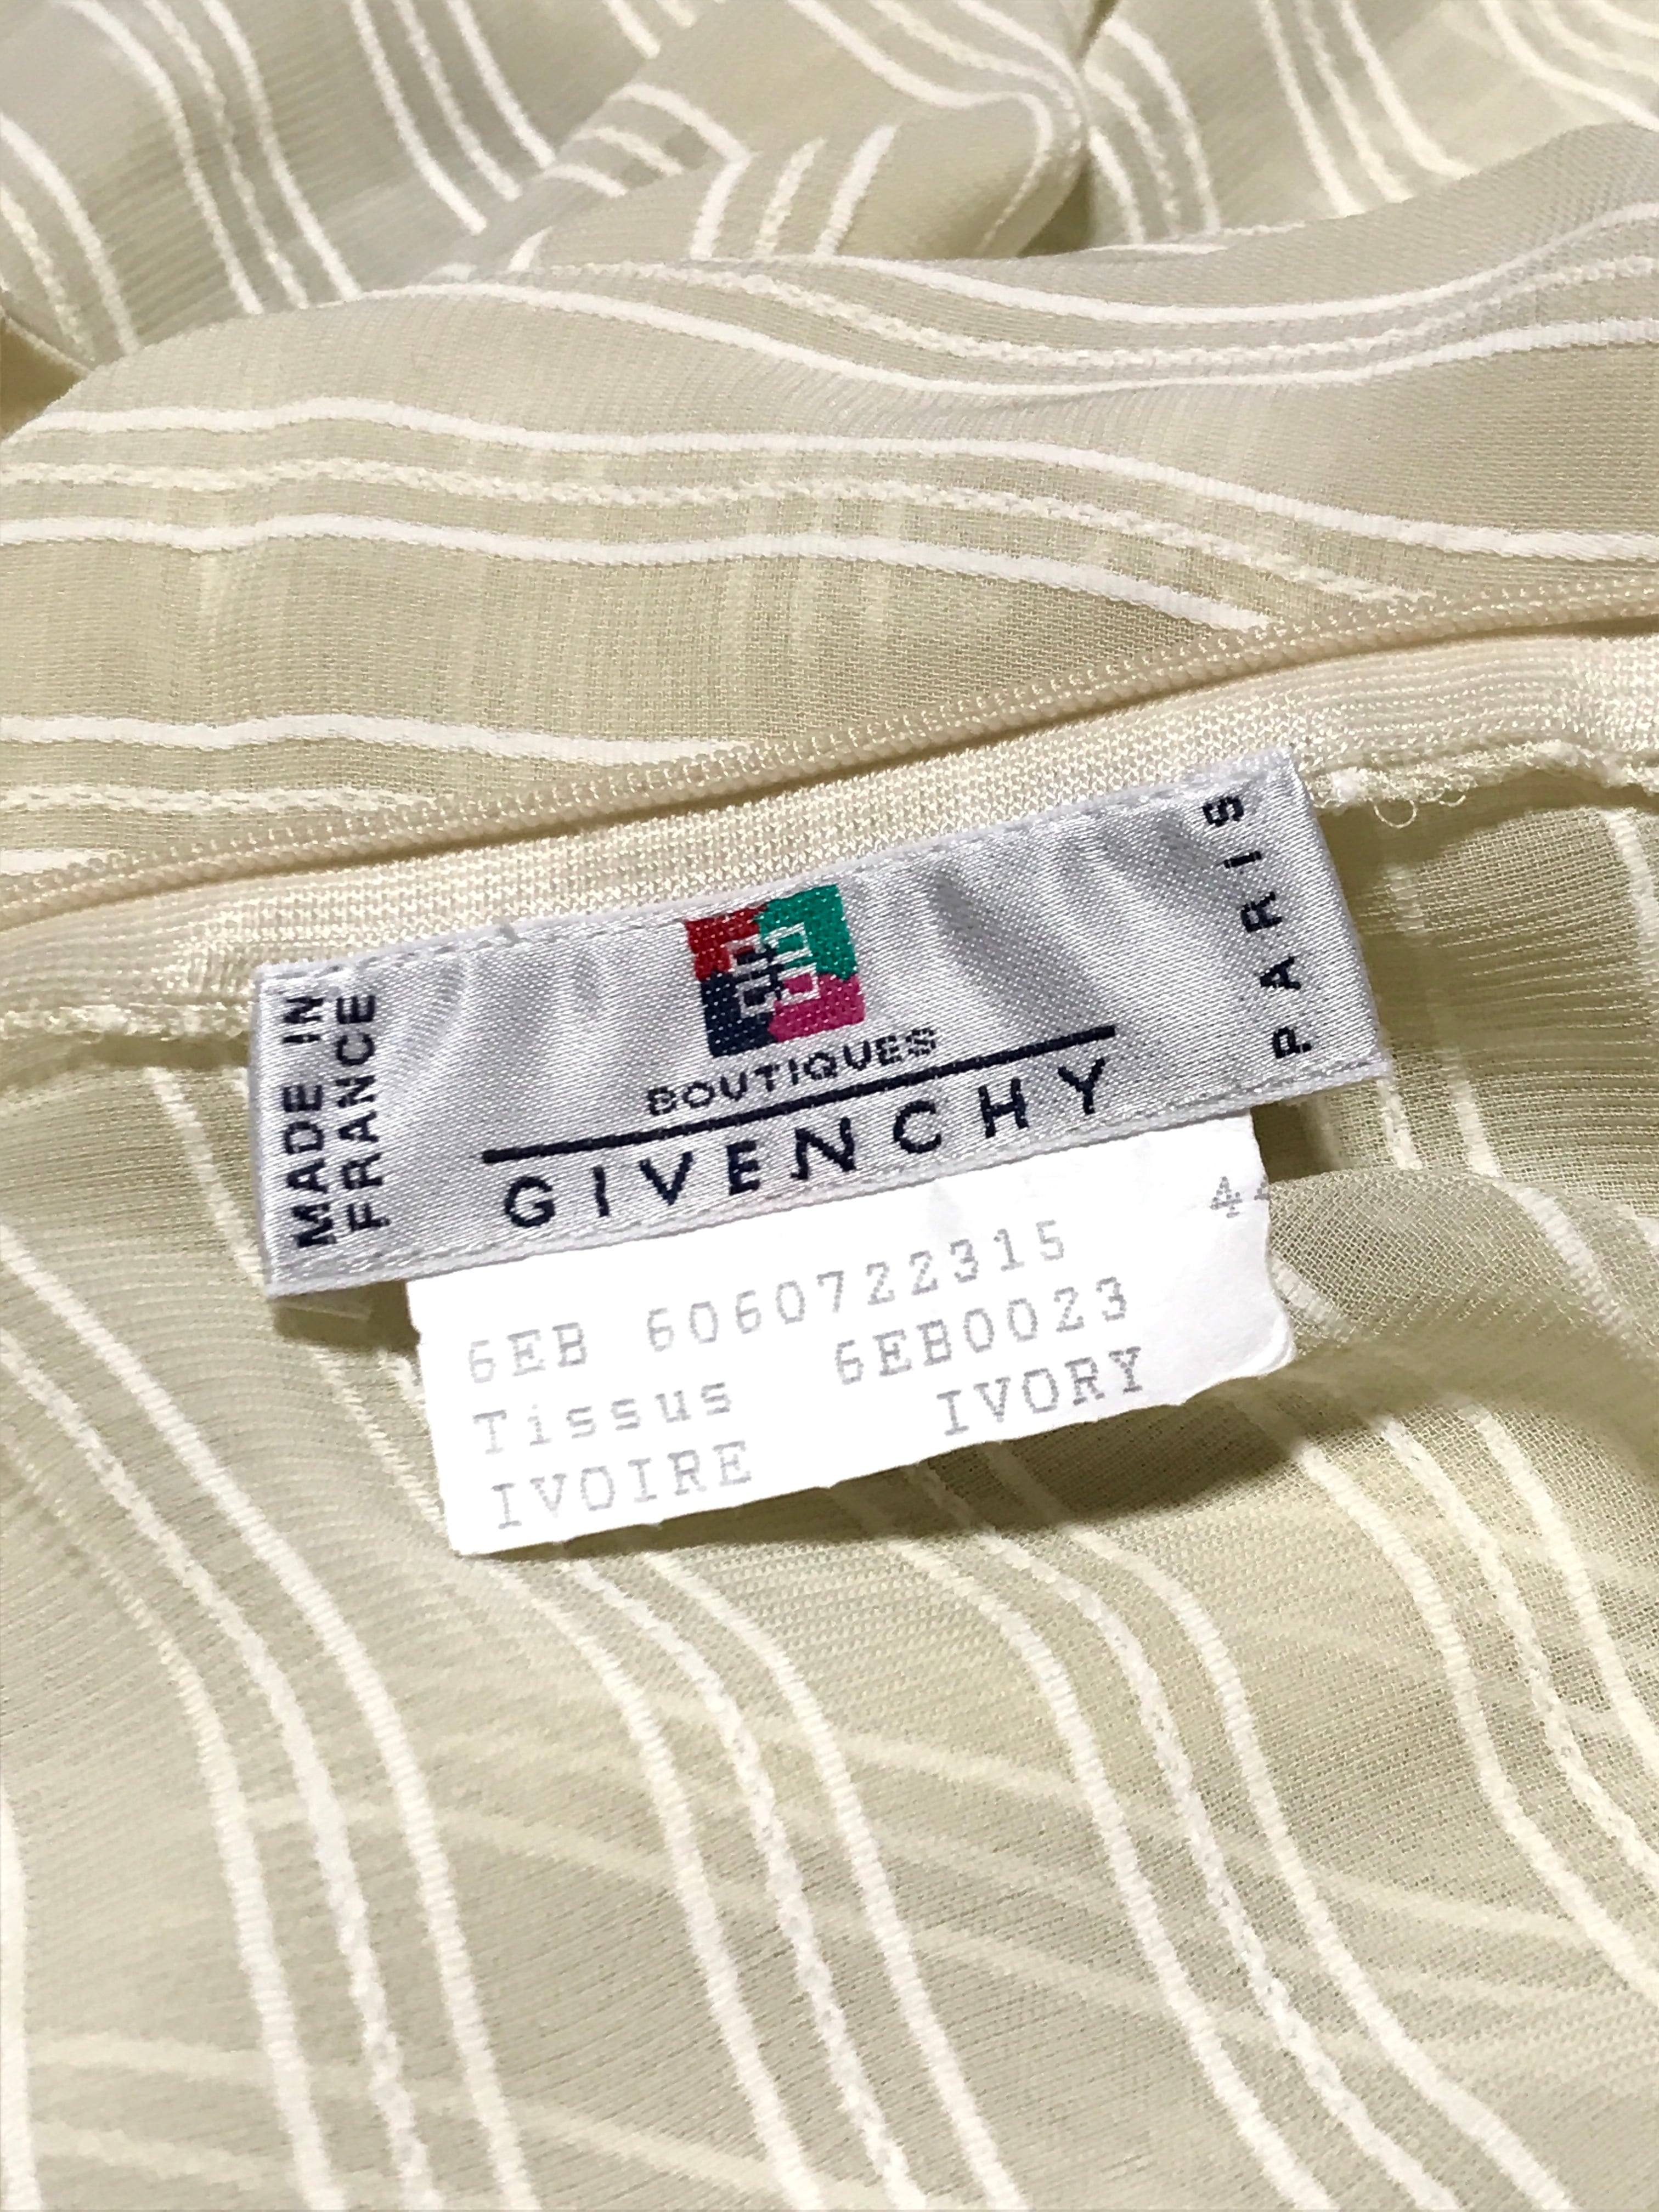 MADE IN
FRANCE
BOUTIQUES
GIVENCHY
PARIS
6EB 6060722315
Tissus 6EB0023
IVOIRE IVORY